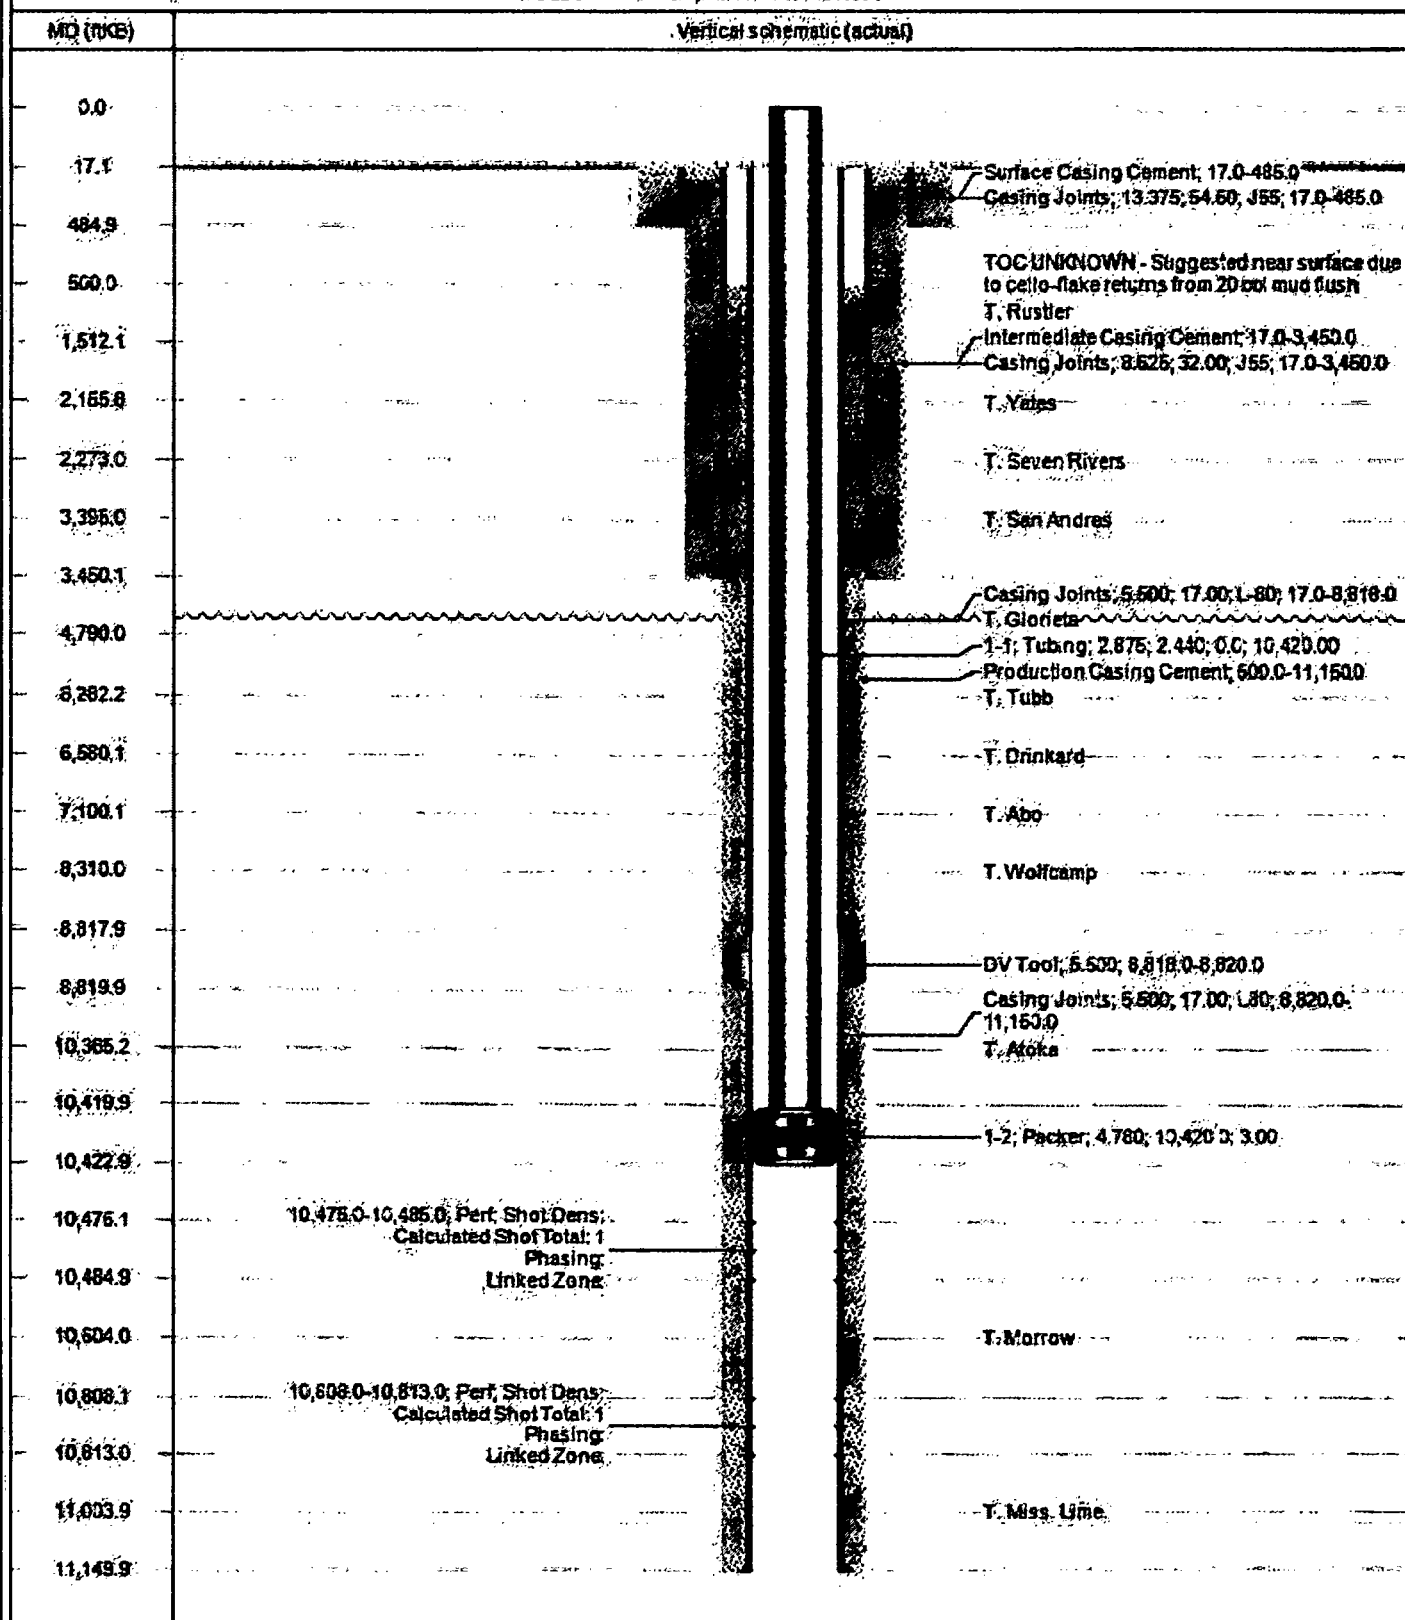 MD (ftKB)
Vertical schematic (actual)
0.0
17.1
Surface Casing Cement; 17.0-485.0
Casing Joints; 13.375; 54.50; J55; 17.0-485.0
484.9
TOC UNKNOWN - Suggested near surface due
to cello-flake returns from 20 bbl mud flush
500.0
T. Rustler
1,512.1
Intermediate Casing Cement; 17.0-3,450.0
Casing Joints; 8.625; 32.00; J55; 17.0-3,450.0
2,155.8
T. Yates
2,273.0
T. Seven Rivers
3,395.0
T. San Andres
3,450.1
Casing Joints; 5.500; 17.00; L-80; 17.0-8,818.0
T. Glorieta
4,790.0
1-1; Tubing; 2.875; 2.440; 0.0; 10,420.00
Production Casing Cement; 500.0-11,150.0
6,282.2
T. Tubb
6,580.1
T. Drinkard
7,100.1
T. Abo
8,310.0
T. Wolfcamp
8,817.9
DV Tool; 5.500; 8,818.0-8,820.0
8,819.9
Casing Joints; 5.500; 17.00; L80; 8,820.0-
11,150.0
10,365.2
T. Atoka
10,419.9
1-2; Packer; 4.780; 10,420.0; 3.00
10,422.9
10,475.1
10,475.0-10,485.0; Perf; Shot Dens:
Calculated Shot Total: 1
Phasing:
Linked Zone:
10,484.9
10,604.0
T. Morrow
10,808.1
10,808.0-10,813.0; Perf; Shot Dens:
Calculated Shot Total: 1
Phasing:
Linked Zone:
10,813.0
11,003.9
T. Miss. Lime
11,149.9